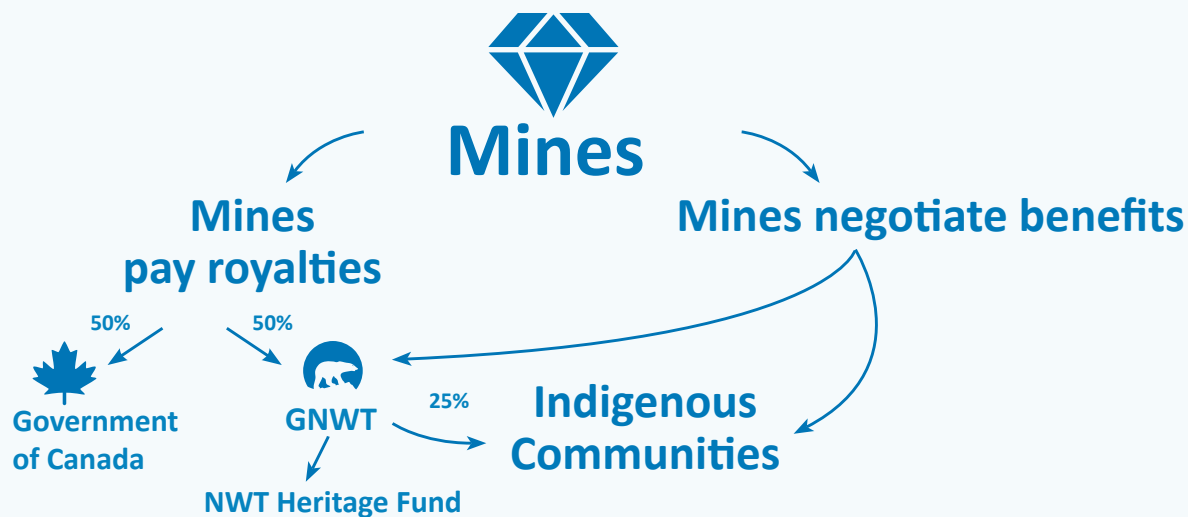 Mines
Mines
pay royalties
Mines negotiate benefits
50%
50%
Government
of Canada
GNWT
25%
Indigenous
Communities
NWT Heritage Fund